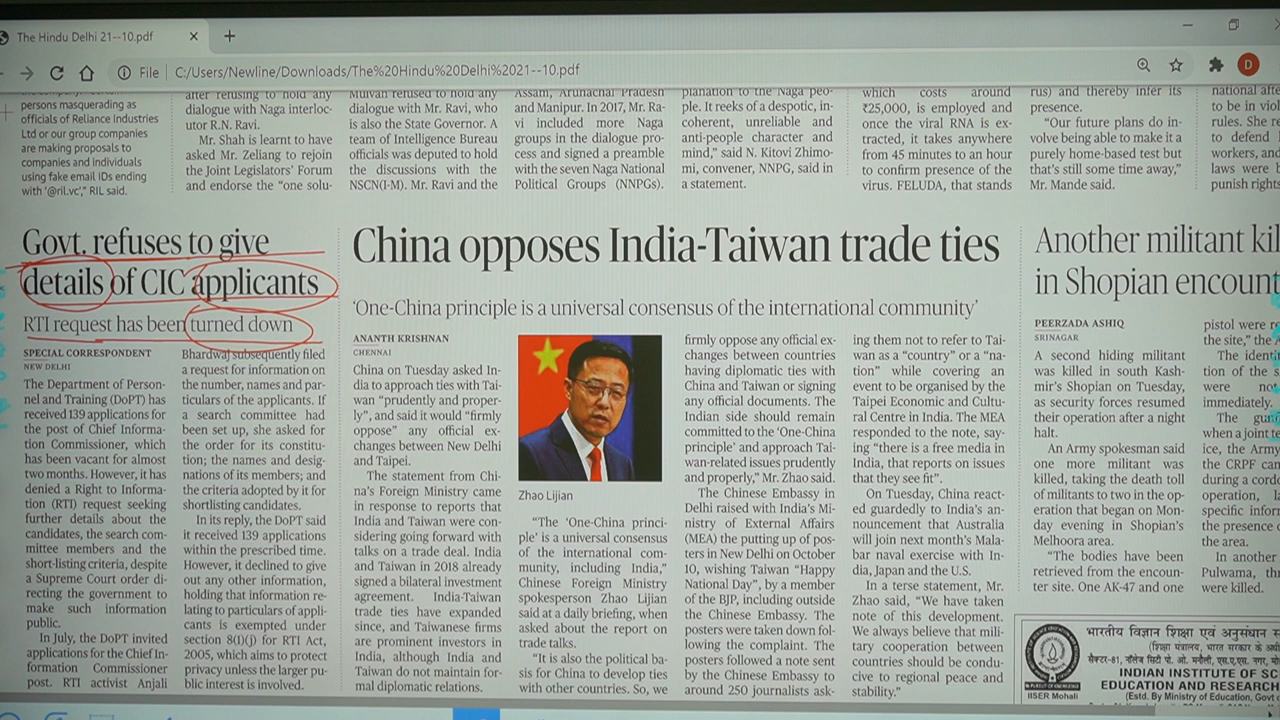 The Hindu Delhi 21--10.pdf
File
C:/Users/Newline/Downloads/The%20Hindu%20Delhi%2021--10.pdf
D
persons masquerading as
officials of Reliance Industries
Ltd or our group companies
are making proposals to
companies and individuals
using fake email IDs ending
with '@ril.vc'," RIL said.
after refusing to hold any
dialogue with Naga interloc-
utor R.N. Ravi.
Mr. Shah is learnt to have
asked Mr. Zeliang to rejoin
the Joint Legislators' Forum
and endorse the "one solu-
Muivah refused to hold any
dialogue with Mr. Ravi, who
is also the State Governor. A
team of Intelligence Bureau
officials was deputed to hold
the discussions with the
NSCN(I-M). Mr. Ravi and the
Assam, Arunachal Pradesh
and Manipur. In 2017, Mr. Ra-
vi included more Naga
groups in the dialogue pro-
cess and signed a preamble
with the seven Naga National
Political Groups (NNPGs).
planation to the Naga peo-
ple. It reeks of a despotic, in-
coherent, unreliable and
anti-people character and
mind," said N. Kitovi Zhimo-
mi, convener, NNPG, said in
a statement.
which costs around
₹25,000, is employed and
once the viral RNA is ex-
tracted, it takes anywhere
from 45 minutes to an hour
to confirm presence of the
virus. FELUDA, that stands
rus) and thereby infer its
presence.
"Our future plans do in-
volve being able to make it a
purely home-based test but
that's still some time away,"
Mr. Mande said.
national
to be in
rules. She
to defend
workers, and
laws were
punish rights
Govt. refuses to give
details of CIC applicants
RTI request has been turned down
SPECIAL CORRESPONDENT
NEW DELHI
The Department of Person-
nel and Training (DoPT) has
received 139 applications for
the post of Chief Informa-
tion Commissioner, which
has been vacant for almost
two months. However, it has
denied a Right to Informa-
tion (RTI) request seeking
further details about the
candidates, the search com-
mittee members and the
short-listing criteria, despite
a Supreme Court order di-
recting the government to
make such information
public.
In July, the DoPT invited
applications for the Chief In-
formation Commissioner
post. RTI activist Anjali
Bhardwaj subsequently filed
a request for information on
the number, names and par-
ticulars of the applicants. If
a search committee had
been set up, she asked for
the order for its constitu-
tion; the names and desig-
nations of its members; and
the criteria adopted by it for
shortlisting candidates.
In its reply, the DoPT said
it received 139 applications
within the prescribed time.
However, it declined to give
out any other information,
holding that information re-
lating to particulars of appli-
cants is exempted under
section 8(1)(j) for RTI Act,
2005, which aims to protect
privacy unless the larger pu-
blic interest is involved.
China opposes India-Taiwan trade ties
'One-China principle is a universal consensus of the international community'
ANANTH KRISHNAN
CHENNAI
China on Tuesday asked In-
dia to approach ties with Tai-
wan "prudently and proper-
ly", and said it would "firmly
oppose" any official ex-
changes between New Delhi
and Taipei.
The statement from Chi-
na's Foreign Ministry came
in response to reports that
India and Taiwan were con-
sidering going forward with
talks on a trade deal. India
and Taiwan in 2018 already
signed a bilateral investment
agreement. India-Taiwan
trade ties have expanded
since, and Taiwanese firms
are prominent investors in
India, although India and
Taiwan do not maintain for-
mal diplomatic relations.
Zhao Lijian
"The 'One-China princi-
ple' is a universal consensus
of the international com-
munity, including India,"
Chinese Foreign Ministry
spokesperson Zhao Lijian
said at a daily briefing, when
asked about the report on
trade talks.
"It is also the political ba-
sis for China to develop ties
with other countries. So, we
firmly oppose any official ex-
changes between countries
having diplomatic ties with
China and Taiwan or signing
any official documents. The
Indian side should remain
committed to the 'One-China
principle' and approach Tai-
wan-related issues prudently
and properly," Mr. Zhao said.
The Chinese Embassy in
Delhi raised with India's Mi-
nistry of External Affairs
(MEA) the putting up of pos-
ters in New Delhi on October
10, wishing Taiwan "Happy
National Day", by a member
of the BJP, including outside
the Chinese Embassy. The
posters were taken down fol-
lowing the complaint. The
posters followed a note sent
by the Chinese Embassy to
around 250 journalists ask-
ing them not to refer to Tai-
wan as a "country" or a "na-
tion" while covering an
event to be organised by the
Taipei Economic and Cultu-
ral Centre in India. The MEA
responded to the note, say-
ing "there is a free media in
India, that reports on issues
that they see fit".
On Tuesday, China react-
ed guardedly to India's an-
nouncement that Australia
will join next month's Mala-
bar naval exercise with In-
dia, Japan and the U.S.
In a terse statement, Mr.
Zhao said, "We have taken
note of this development.
We always believe that mili-
tary cooperation between
countries should be condu-
cive to regional peace and
stability."
Another militant kil
in Shopian encount
PEERZADA ASHIQ
SRINAGAR
A second hiding militant
was killed in south Kash-
mir's Shopian on Tuesday,
as security forces resumed
their operation after a night
halt.
An Army spokesman said
one more militant was
killed, taking the death toll
of militants to two in the op-
eration that began on Mon-
day evening in Shopian's
Melhoora area.
"The bodies have been
retrieved from the encoun-
ter site. One AK-47 and one
pistol were
the site," the
The identi
tion of the
were not
immediately.
The gun
when a joint
ice, the Army
the CRPF
during a cord
operation,
specific infor
the presence
the area.
In another
Pulwama,
were killed.
भारतीय विज्ञान शिक्षा एवं अनुसंधान
(शिक्षा मंत्रालय, भारत सरकार के
सैक्टर-81, नॉलेज सिटी पो. ओ. मनौली, एस.ए.एस. नगर,
INDIAN INSTITUTE OF SC
EDUCATION AND RESEARCH
(Estd. By Ministry of Education, Govt
IISER Mohali